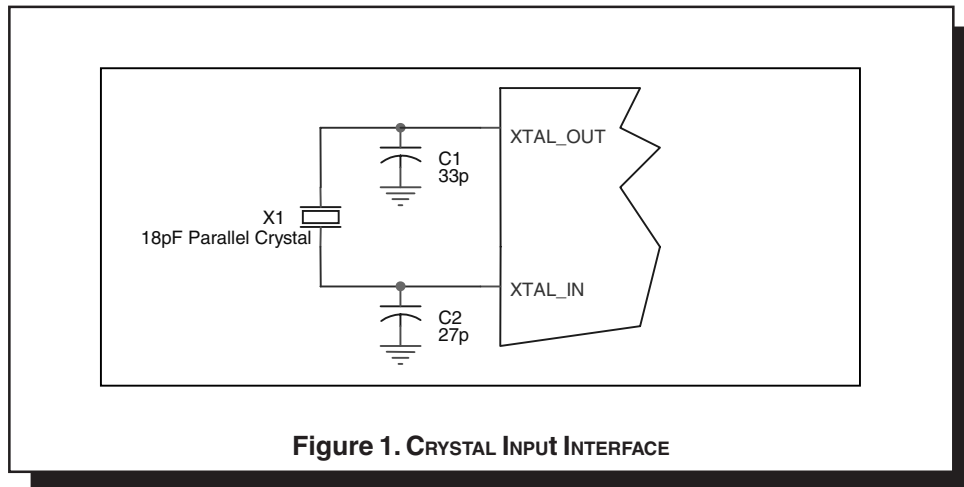 XTAL_OUT
C1
33p
X1
18pF Parallel Crystal
XTAL_IN
C2
27p
Figure 1. CRYSTAL INPUt INTERFACE